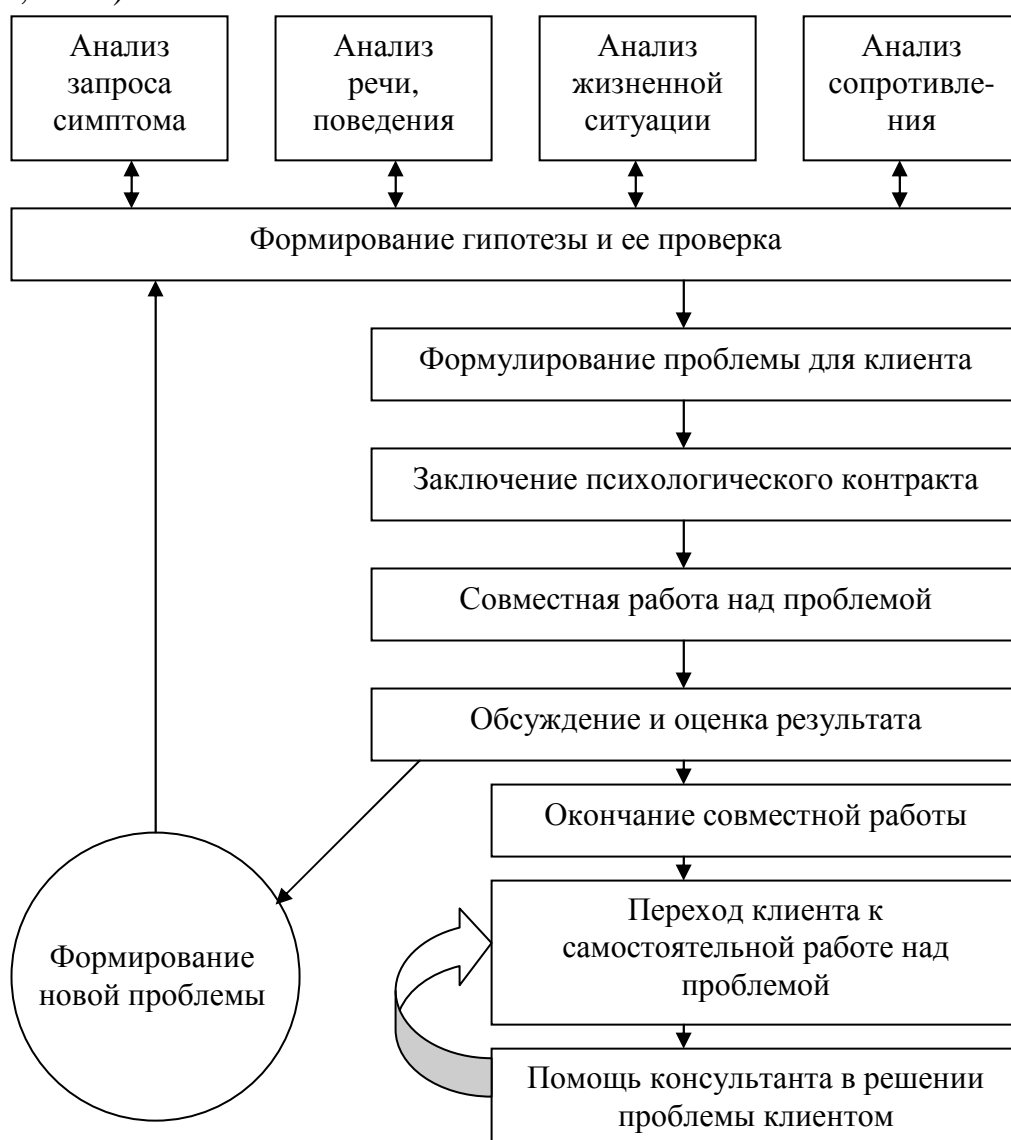 Анализ
запроса
симптома
Анализ
речи,
поведения
Анализ
жизненной
ситуации
Анализ
сопротивле-
ния
Формирование гипотезы и ее проверка
Формулирование проблемы для клиента
Заключение психологического контракта
Совместная работа над проблемой
Обсуждение и оценка результата
Окончание совместной работы
Переход клиента к
самостоятельной работе над
проблемой
Формирование
новой проблемы
Помощь консультанта в решении
проблемы клиентом